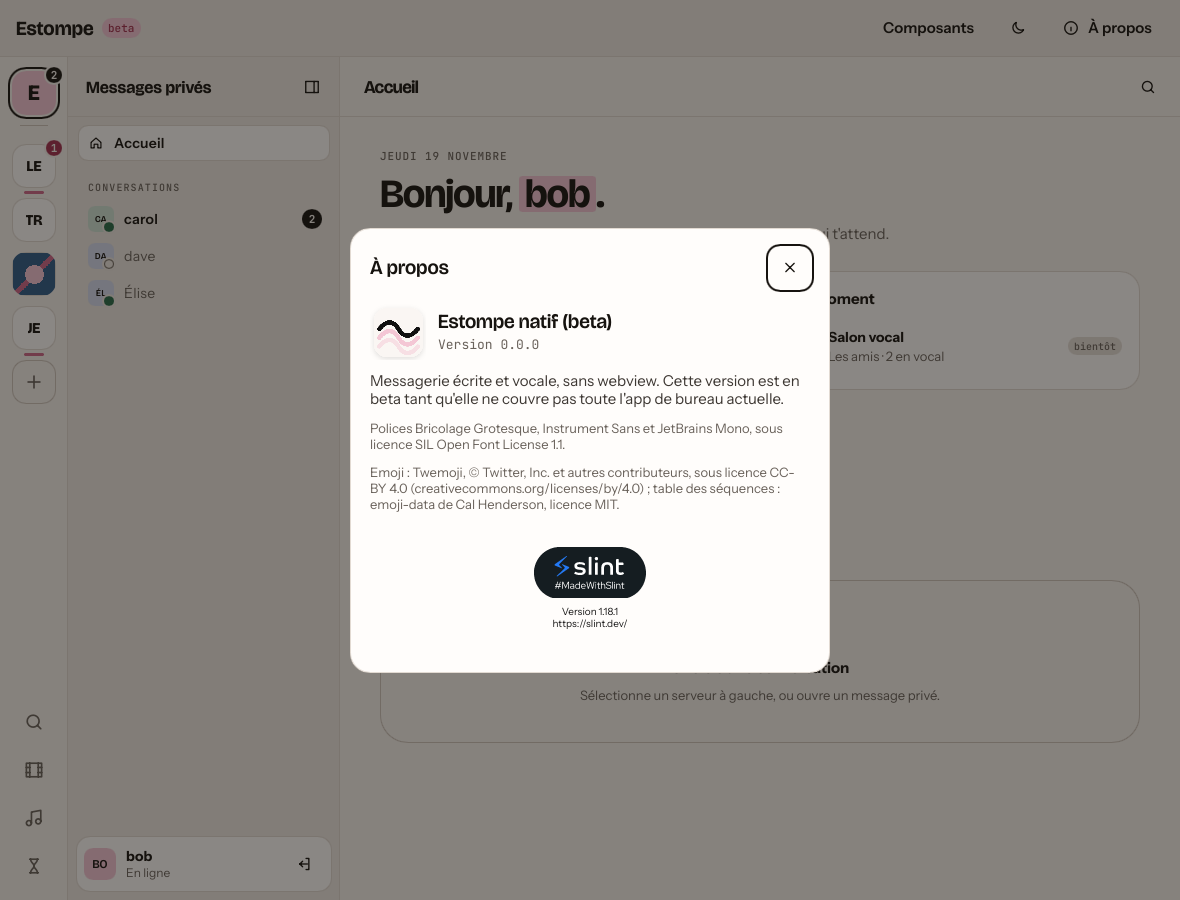 Estompe beta
Composants
À propos
E
2
Messages privés
Accueil
LE
1
TR
JE
Accueil
CONVERSATIONS
CA
carol
2
DA
dave
ÉL
Élise
JEUDI 19 NOVEMBRE
Bonjour, bob.
t'attend.
Salon vocal
Les amis · 2 en vocal
bientôt
À propos
Estompe natif (beta)
Version 0.0.0
Messagerie écrite et vocale, sans webview. Cette version est en
beta tant qu'elle ne couvre pas toute l'app de bureau actuelle.
Polices Bricolage Grotesque, Instrument Sans et JetBrains Mono, sous
licence SIL Open Font License 1.1.
Emoji : Twemoji, © Twitter, Inc. et autres contributeurs, sous licence CC-
BY 4.0 (creativecommons.org/licenses/by/4.0) ; table des séquences :
emoji-data de Cal Henderson, licence MIT.
slint
#MadeWithSlint
Version 1.18.1
https://slint.dev/
Sélectionne un serveur à gauche, ou ouvre un message privé.
BO
bob
En ligne